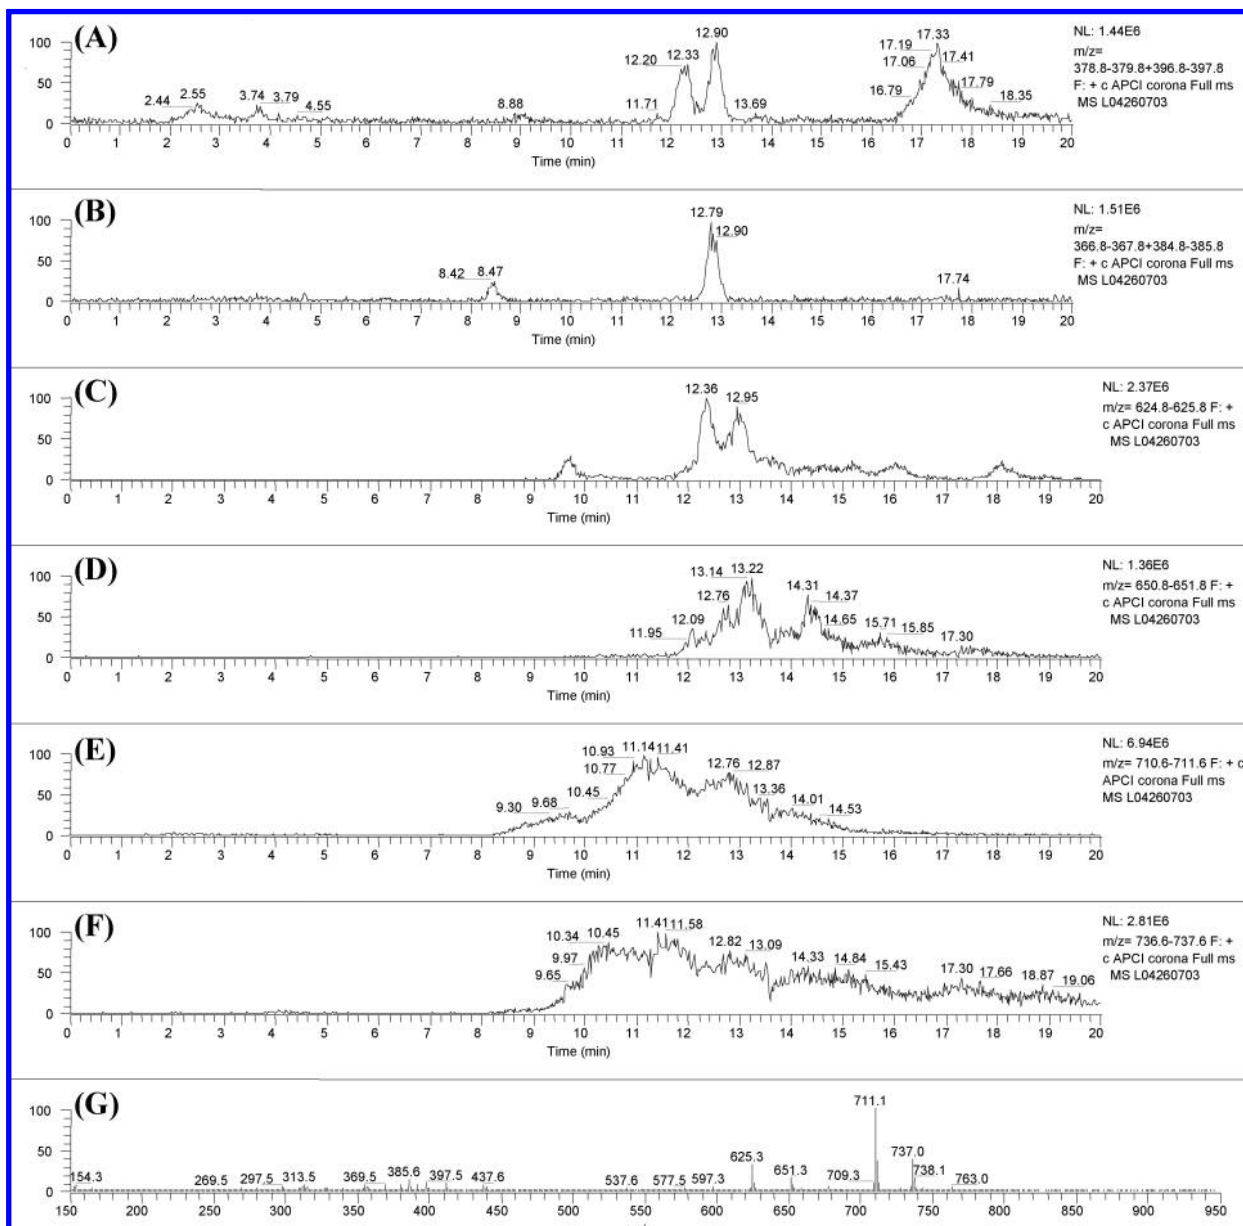 (A)
100
50
0
2.44
2.55
3.74
3.79
4.55
8.88
11.71
12.20
12.33
12.90
13.69
16.79
17.06
17.19
17.33
17.41
17.79
18.35
0 1 2 3 4 5 6 7 8 9 10 11 12 13 14 15 16 17 18 19 20
Time (min)
NL: 1.44E6
m/z=
378.8-379.8+396.8-397.8
F: + c APCI corona Full ms
MS L04260703
(B)
100
50
0
8.42
8.47
12.79
12.90
17.74
0 1 2 3 4 5 6 7 8 9 10 11 12 13 14 15 16 17 18 19 20
Time (min)
NL: 1.51E6
m/z=
366.8-367.8+384.8-385.8
F: + c APCI corona Full ms
MS L04260703
(C)
100
50
0
12.36
12.95
0 1 2 3 4 5 6 7 8 9 10 11 12 13 14 15 16 17 18 19 20
Time (min)
NL: 2.37E6
m/z= 624.8-625.8 F: +
c APCI corona Full ms
MS L04260703
(D)
100
50
0
11.95
12.09
12.76
13.14
13.22
14.31
14.37
14.65
15.71
15.85
17.30
0 1 2 3 4 5 6 7 8 9 10 11 12 13 14 15 16 17 18 19 20
Time (min)
NL: 1.36E6
m/z= 650.8-651.8 F: +
c APCI corona Full ms
MS L04260703
(E)
100
50
0
9.30
9.68
10.45
10.77
10.93
11.14
11.41
12.76
12.87
13.36
14.01
14.53
0 1 2 3 4 5 6 7 8 9 10 11 12 13 14 15 16 17 18 19 20
Time (min)
NL: 6.94E6
m/z= 710.6-711.6 F: + c
APCI corona Full ms
MS L04260703
(F)
100
50
0
9.65
9.97
10.34
10.45
11.41
11.58
12.82
13.09
14.33
14.84
15.43
17.30
17.66
18.87
19.06
0 1 2 3 4 5 6 7 8 9 10 11 12 13 14 15 16 17 18 19 20
Time (min)
NL: 2.81E6
m/z= 736.6-737.6 F: +
c APCI corona Full ms
MS L04260703
(G)
100
50
0
154.3
269.5
297.5
313.5
369.5
385.6
397.5
437.6
537.6
577.5
597.3
625.3
651.3
709.3
711.1
737.0
738.1
763.0
150 200 250 300 350 400 450 500 550 600 650 700 750 800 850 900 950